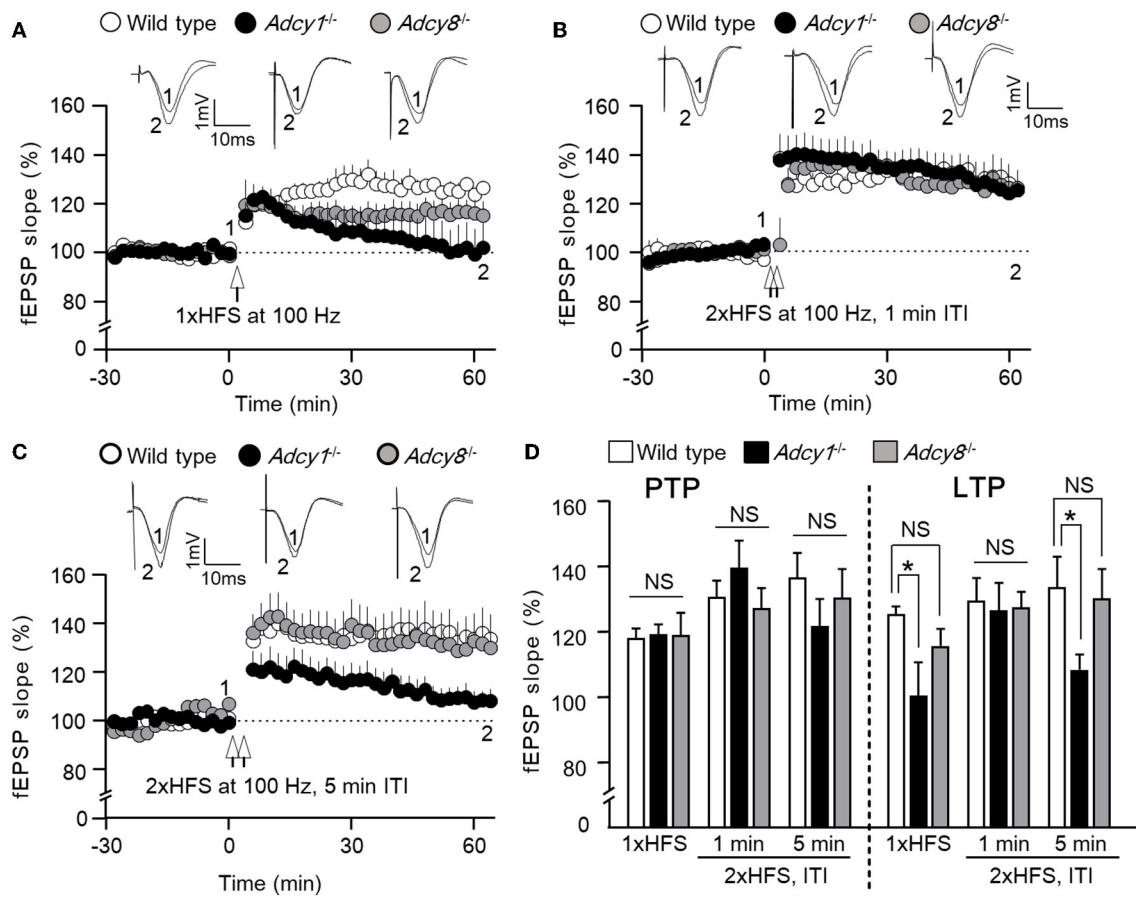 A
Wild type Adcy1-/- Adcy8-/-
1
2
1mV
10ms
160
140
120
100
80
0
fEPSP slope (%)
1
2
1xHFS at 100 Hz
-30 0 30 60
Time (min)
B
Wild type Adcy1-/- Adcy8-/-
1
2
1
2
1
2
1mV
10ms
160
140
120
100
80
0
fEPSP slope (%)
1
2
2xHFS at 100 Hz, 1 min ITI
-30 0 30 60
Time (min)
C
Wild type Adcy1-/- Adcy8-/-
1
2
1mV
10ms
1
2
1
2
160
140
120
100
80
0
fEPSP slope (%)
1
2
2xHFS at 100 Hz, 5 min ITI
-30 0 30 60
Time (min)
D
Wild type Adcy1-/- Adcy8-/-
PTP LTP
160
140
120
100
80
0
fEPSP slope (%)
NS
NS
NS
NS
*
NS
NS
*
1xHFS 1 min 5 min 1xHFS 1 min 5 min
2xHFS, ITI 2xHFS, ITI